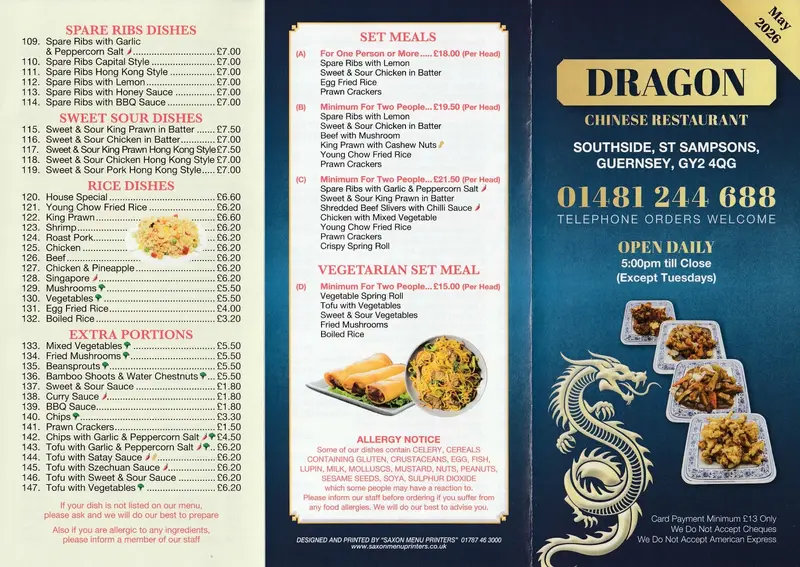 SPARE RIBS DISHES
109. Spare Ribs with Garlic
& Peppercorn Salt ........ £7.00
110. Spare Ribs Capital Style ........ £7.00
111. Spare Ribs Hong Kong Style ........ £7.00
112. Spare Ribs with Lemon ........ £7.00
113. Spare Ribs with Honey Sauce ........ £7.00
114. Spare Ribs with BBQ Sauce ........ £7.00
SWEET SOUR DISHES
115. Sweet & Sour King Prawn in Batter ........ £7.50
116. Sweet & Sour Chicken in Batter ........ £7.00
117. Sweet & Sour King Prawn Hong Kong Style £7.50
118. Sweet & Sour Chicken Hong Kong Style £7.00
119. Sweet & Sour Pork Hong Kong Style ..... £7.00
RICE DISHES
120. House Special ........ £6.60
121. Young Chow Fried Rice ........ £6.20
122. King Prawn ........ £6.60
123. Shrimp ........ £6.20
124. Roast Pork ........ £6.20
125. Chicken ........ £6.20
126. Beef ........ £6.20
127. Chicken & Pineapple ........ £6.20
128. Singapore ........ £6.20
129. Mushrooms ........ £5.50
130. Vegetables ........ £5.50
131. Egg Fried Rice ........ £4.00
132. Boiled Rice ........ £3.20
EXTRA PORTIONS
133. Mixed Vegetables ........ £5.50
134. Fried Mushrooms ........ £5.50
135. Beansprouts ........ £5.50
136. Bamboo Shoots & Water Chestnuts ... £5.50
137. Sweet & Sour Sauce ........ £1.80
138. Curry Sauce ........ £1.80
139. BBQ Sauce ........ £1.80
140. Chips ........ £3.30
141. Prawn Crackers ........ £1.50
142. Chips with Garlic & Peppercorn Salt £4.50
143. Tofu with Garlic & Peppercorn Salt .. £6.20
144. Tofu with Satay Sauce ........ £6.20
145. Tofu with Szechuan Sauce ........ £6.20
146. Tofu with Sweet & Sour Sauce ........ £6.20
147. Tofu with Vegetables ........ £6.20
If your dish is not listed on our menu,
please ask and we will do our best to prepare
Also if you are allergic to any ingredients,
please inform a member of our staff
SET MEALS
(A) For One Person or More ..... £18.00 (Per Head)
Spare Ribs with Lemon
Sweet & Sour Chicken in Batter
Egg Fried Rice
Prawn Crackers
(B) Minimum For Two People... £19.50 (Per Head)
Spare Ribs with Lemon
Sweet & Sour Chicken in Batter
Beef with Mushroom
King Prawn with Cashew Nuts
Young Chow Fried Rice
Prawn Crackers
(C) Minimum For Two People... £21.50 (Per Head)
Spare Ribs with Garlic & Peppercorn Salt
Sweet & Sour King Prawn in Batter
Shredded Beef Slivers with Chilli Sauce
Chicken with Mixed Vegetable
Young Chow Fried Rice
Prawn Crackers
Crispy Spring Roll
VEGETARIAN SET MEAL
(D) Minimum For Two People... £15.00 (Per Head)
Vegetable Spring Roll
Tofu with Vegetables
Sweet & Sour Vegetables
Fried Mushrooms
Boiled Rice
ALLERGY NOTICE
Some of our dishes contain CELERY, CEREALS
CONTAINING GLUTEN, CRUSTACEANS, EGG, FISH,
LUPIN, MILK, MOLLUSCS, MUSTARD, NUTS, PEANUTS,
SESAME SEEDS, SOYA, SULPHUR DIOXIDE
which some people may have a reaction to.
Please inform our staff before ordering if you suffer from
any food allergies. We will do our best to advise you.
DESIGNED AND PRINTED BY "SAXON MENU PRINTERS" 01787 46 3000
www.saxonmenuprinters.co.uk
May
2026
DRAGON
CHINESE RESTAURANT
SOUTHSIDE, ST SAMPSONS,
GUERNSEY, GY2 4QG
01481 244 688
TELEPHONE ORDERS WELCOME
OPEN DAILY
5:00pm till Close
(Except Tuesdays)
Card Payment Minimum £13 Only
We Do Not Accept Cheques
We Do Not Accept American Express